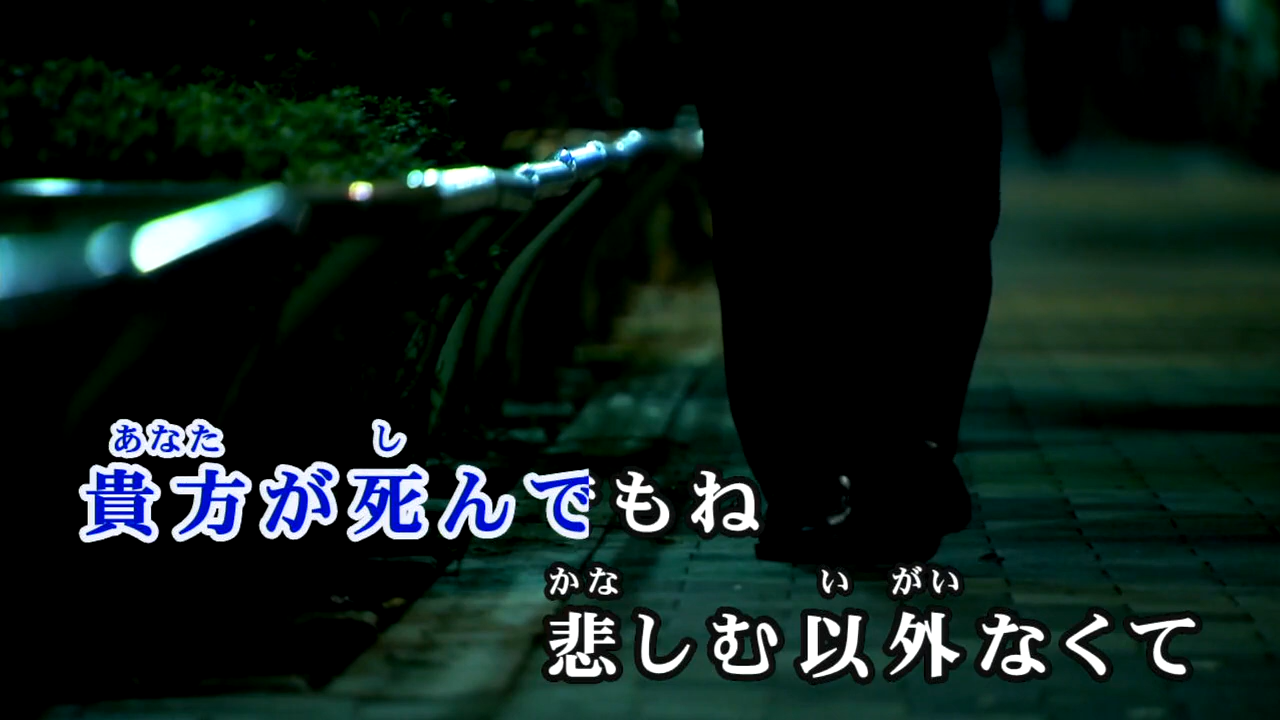 あなた し
貴方が死んでもね
かな い がい
悲しむ以外なくて